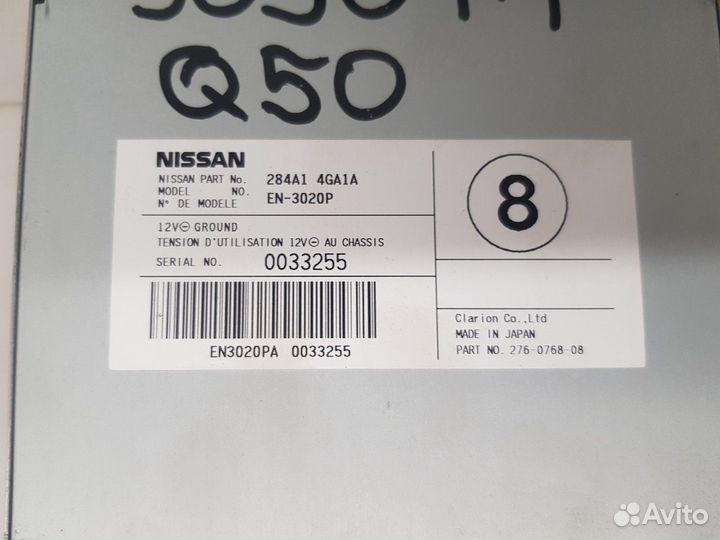 Q50
NISSAN
NISSAN PART No. 284A1 4GA1A
MODEL NO. EN-3020P
N° DE MODELE
12V⊖ GROUND
TENSION D'UTILISATION 12V⊖ AU CHASSIS
SERIAL NO. 0033255
EN3020PA 0033255
8
Clarion Co.,Ltd
MADE IN JAPAN
PART NO. 276-0768-08
Avito